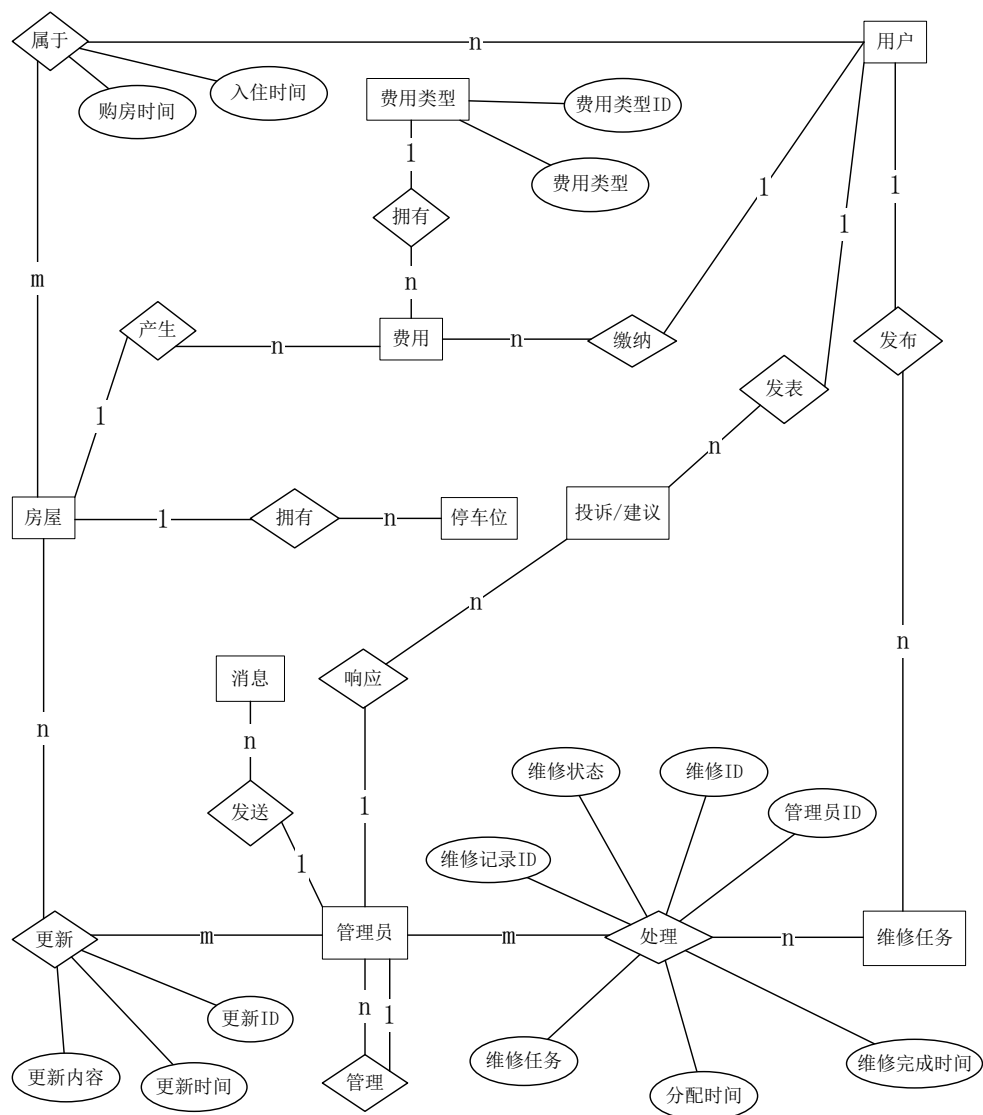 属于
n
用户
入住时间
购房时间
费用类型
费用类型ID
费用类型
1
拥有
1
1
1
m
n
产生
n
费用
n
缴纳
发布
发表
1
n
房屋
1
拥有
n
停车位
投诉/建议
n
n
消息
响应
n
n
维修状态
维修ID
发送
1
管理员ID
1
维修记录ID
更新
m
管理员
m
处理
n
维修任务
n
1
更新ID
更新内容
更新时间
管理
维修任务
分配时间
维修完成时间